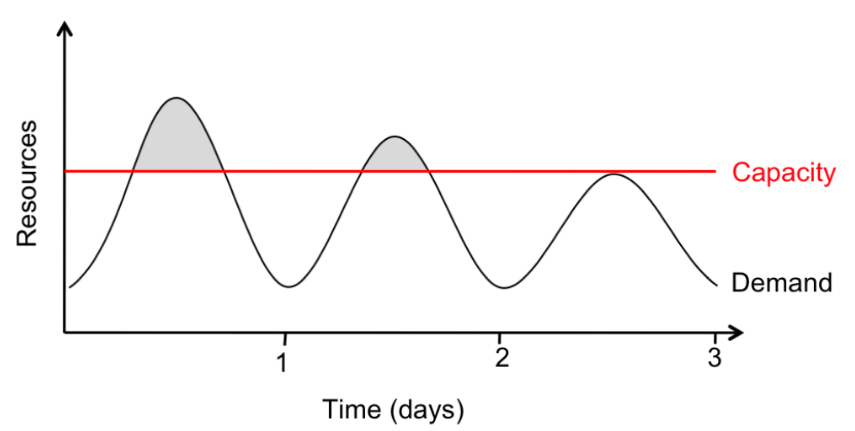 Resources
Capacity
Demand
1
2
3
Time (days)